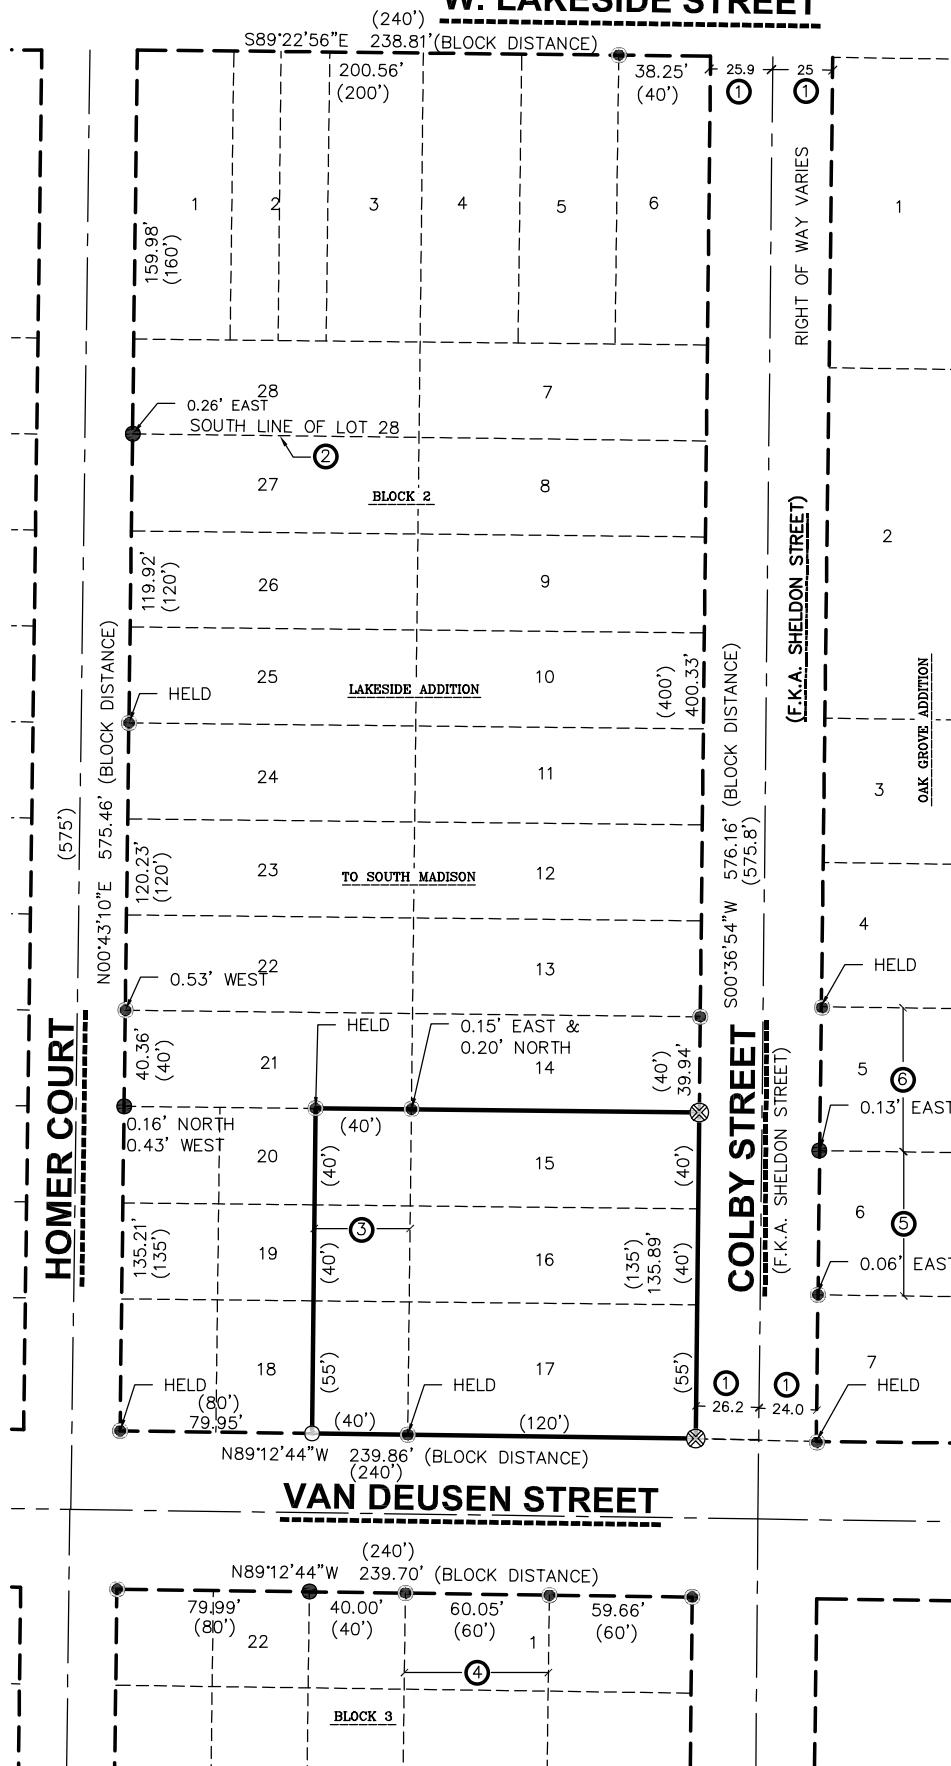 W. LAKESIDE STREET
(240')
S89°22'56"E 238.81' (BLOCK DISTANCE)
200.56'
(200')
38.25'
(40')
25.9
25
1
1
RIGHT OF WAY VARIES
1
2
3
4
5
6
1
159.98'
(160')
28
7
0.26' EAST
SOUTH LINE OF LOT 28
2
27
8
BLOCK 2
2
(F.K.A. SHELDON STREET)
119.92'
(120')
26
9
25
10
LAKESIDE ADDITION
(400')
400.33'
HELD
OAK GROVE ADDITION
N00°43'10"E 575.46' (BLOCK DISTANCE)
(575')
S00°36'54"W 576.16' (BLOCK DISTANCE)
(575.8')
24
11
3
120.23'
(120')
23
12
TO SOUTH MADISON
4
22
13
0.53' WEST
HELD
HOMER COURT
COLBY STREET
(F.K.A. SHELDON STREET)
40.36'
(40')
21
HELD
0.15' EAST &
0.20' NORTH
14
(40')
39.94'
5
6
0.13' EAST
0.16' NORTH
0.43' WEST
(40')
20
(40')
15
(40')
6
5
135.21'
(135')
19
3
(40')
16
(135')
135.89'
(40')
0.06' EAST
18
(55')
17
(55')
7
HELD
(80')
79.95'
HELD
(40')
(120')
1
1
26.2
24.0
HELD
N89°12'44"W 239.86' (BLOCK DISTANCE)
(240')
VAN DEUSEN STREET
(240')
N89°12'44"W 239.70' (BLOCK DISTANCE)
79.99'
(80')
40.00'
(40')
60.05'
(60')
59.66'
(60')
22
1
4
BLOCK 3